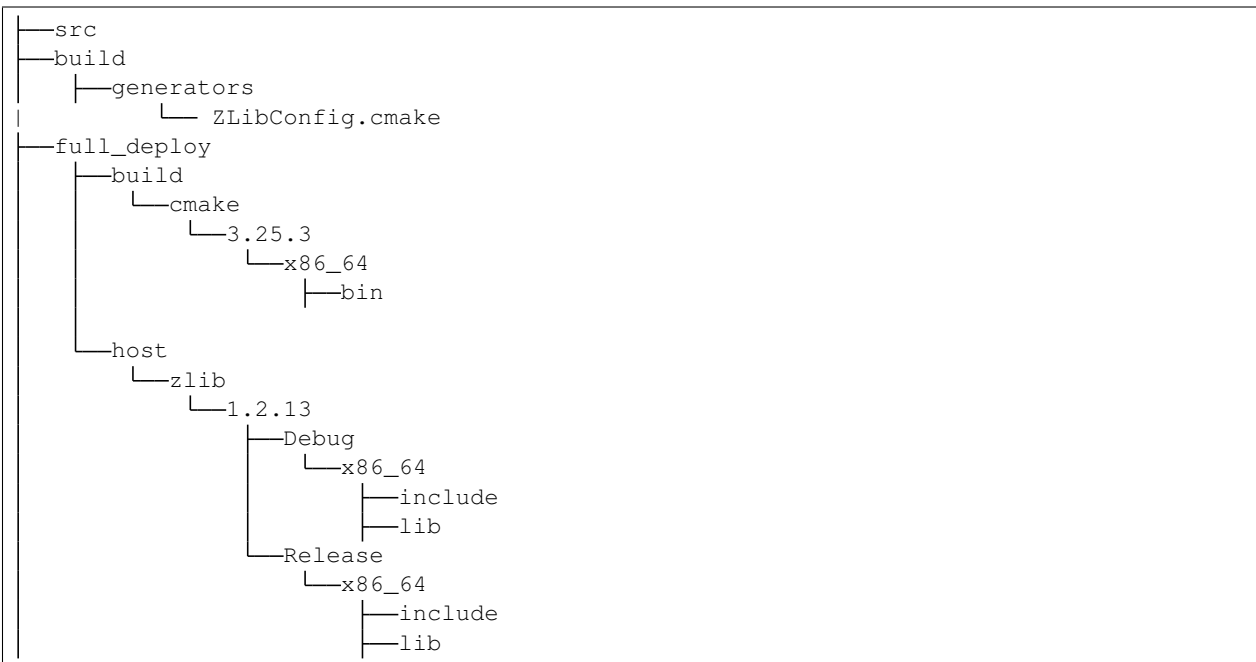 ├──src
├──build
│  ├──generators
|       └── ZLibConfig.cmake
├──full_deploy
│  ├──build
│  │  └──cmake
│  │     └──3.25.3
│  │        └──x86_64
│  │           ├──bin
│  └──host
│     └──zlib
│        └──1.2.13
│           ├──Debug
│           │  └──x86_64
│           │     ├──include
│           │     ├──lib
│           └──Release
│              └──x86_64
│                 ├──include
│                 ├──lib